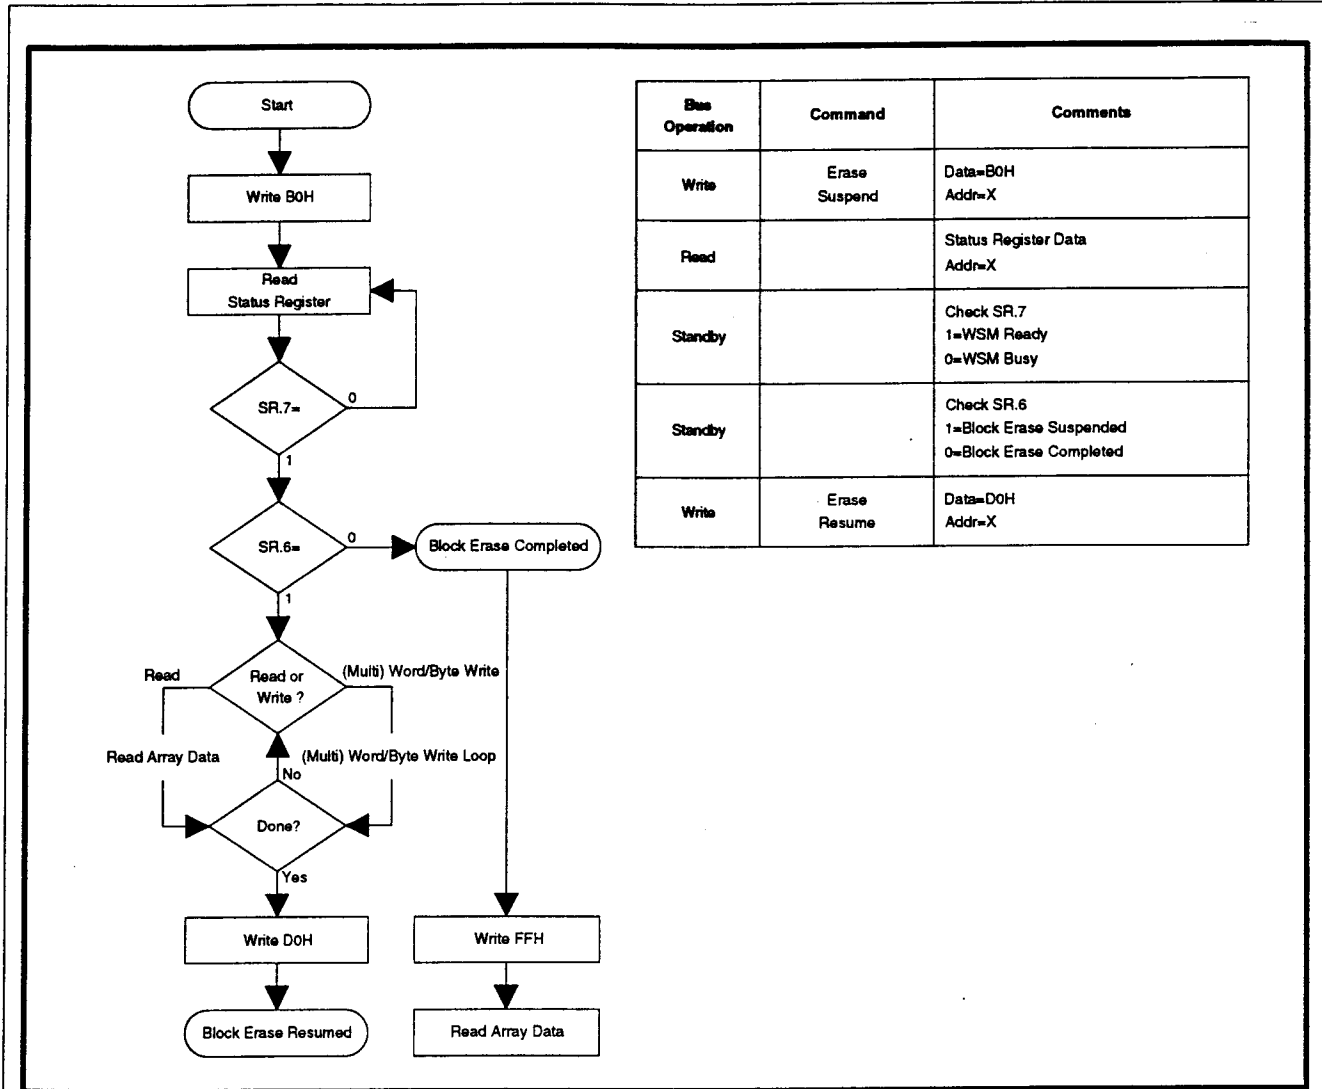 Start
Write B0H
Read
Status Register
SR.7=
0
1
SR.6=
0
Block Erase Completed
1
Read
Read or
Write ?
(Multi) Word/Byte Write
Read Array Data
(Multi) Word/Byte Write Loop
No
Done?
Yes
Write D0H
Write FFH
Block Erase Resumed
Read Array Data
Bus
Operation
Command
Comments
Write
Erase
Suspend
Data=B0H
Addr=X
Read
Status Register Data
Addr=X
Standby
Check SR.7
1=WSM Ready
0=WSM Busy
Standby
Check SR.6
1=Block Erase Suspended
0=Block Erase Completed
Write
Erase
Resume
Data=D0H
Addr=X